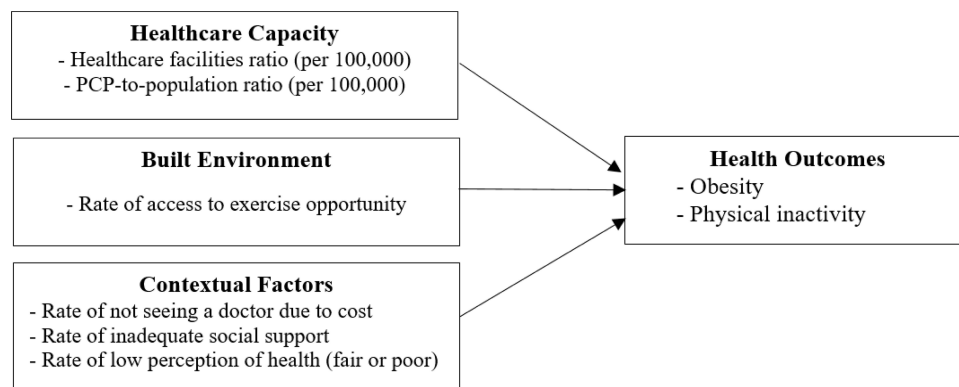 Healthcare Capacity
- Healthcare facilities ratio (per 100,000)
- PCP-to-population ratio (per 100,000)
Built Environment
- Rate of access to exercise opportunity
Contextual Factors
- Rate of not seeing a doctor due to cost
- Rate of inadequate social support
- Rate of low perception of health (fair or poor)
Health Outcomes
- Obesity
- Physical inactivity